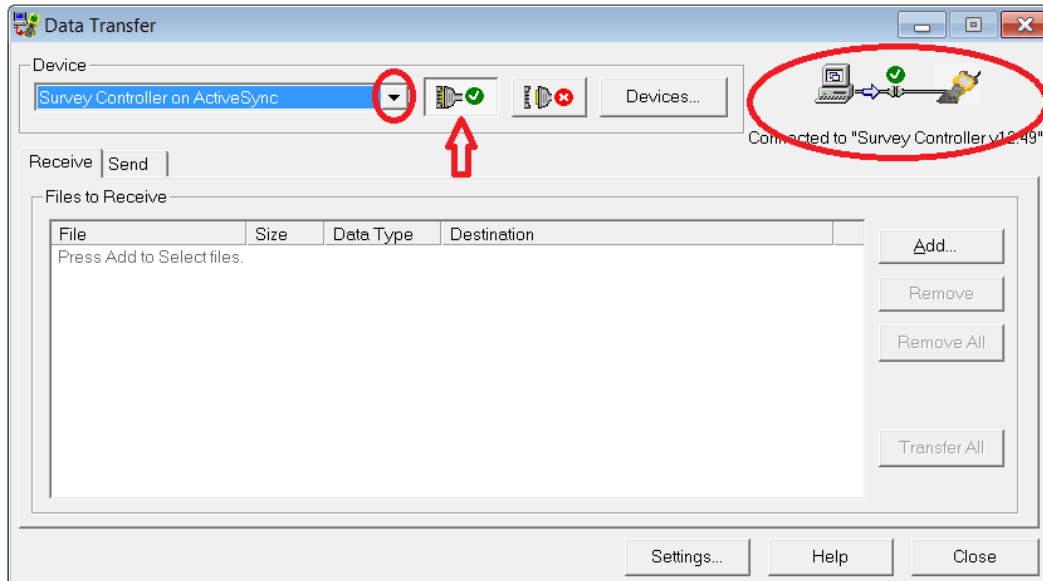 Data Transfer
Device
Survey Controller on ActiveSync
Devices...
Connected to "Survey Controller v12.49"
Receive
Send
Files to Receive
File Size Data Type Destination
Press Add to Select files.
Add...
Remove
Remove All
Transfer All
Settings...
Help
Close